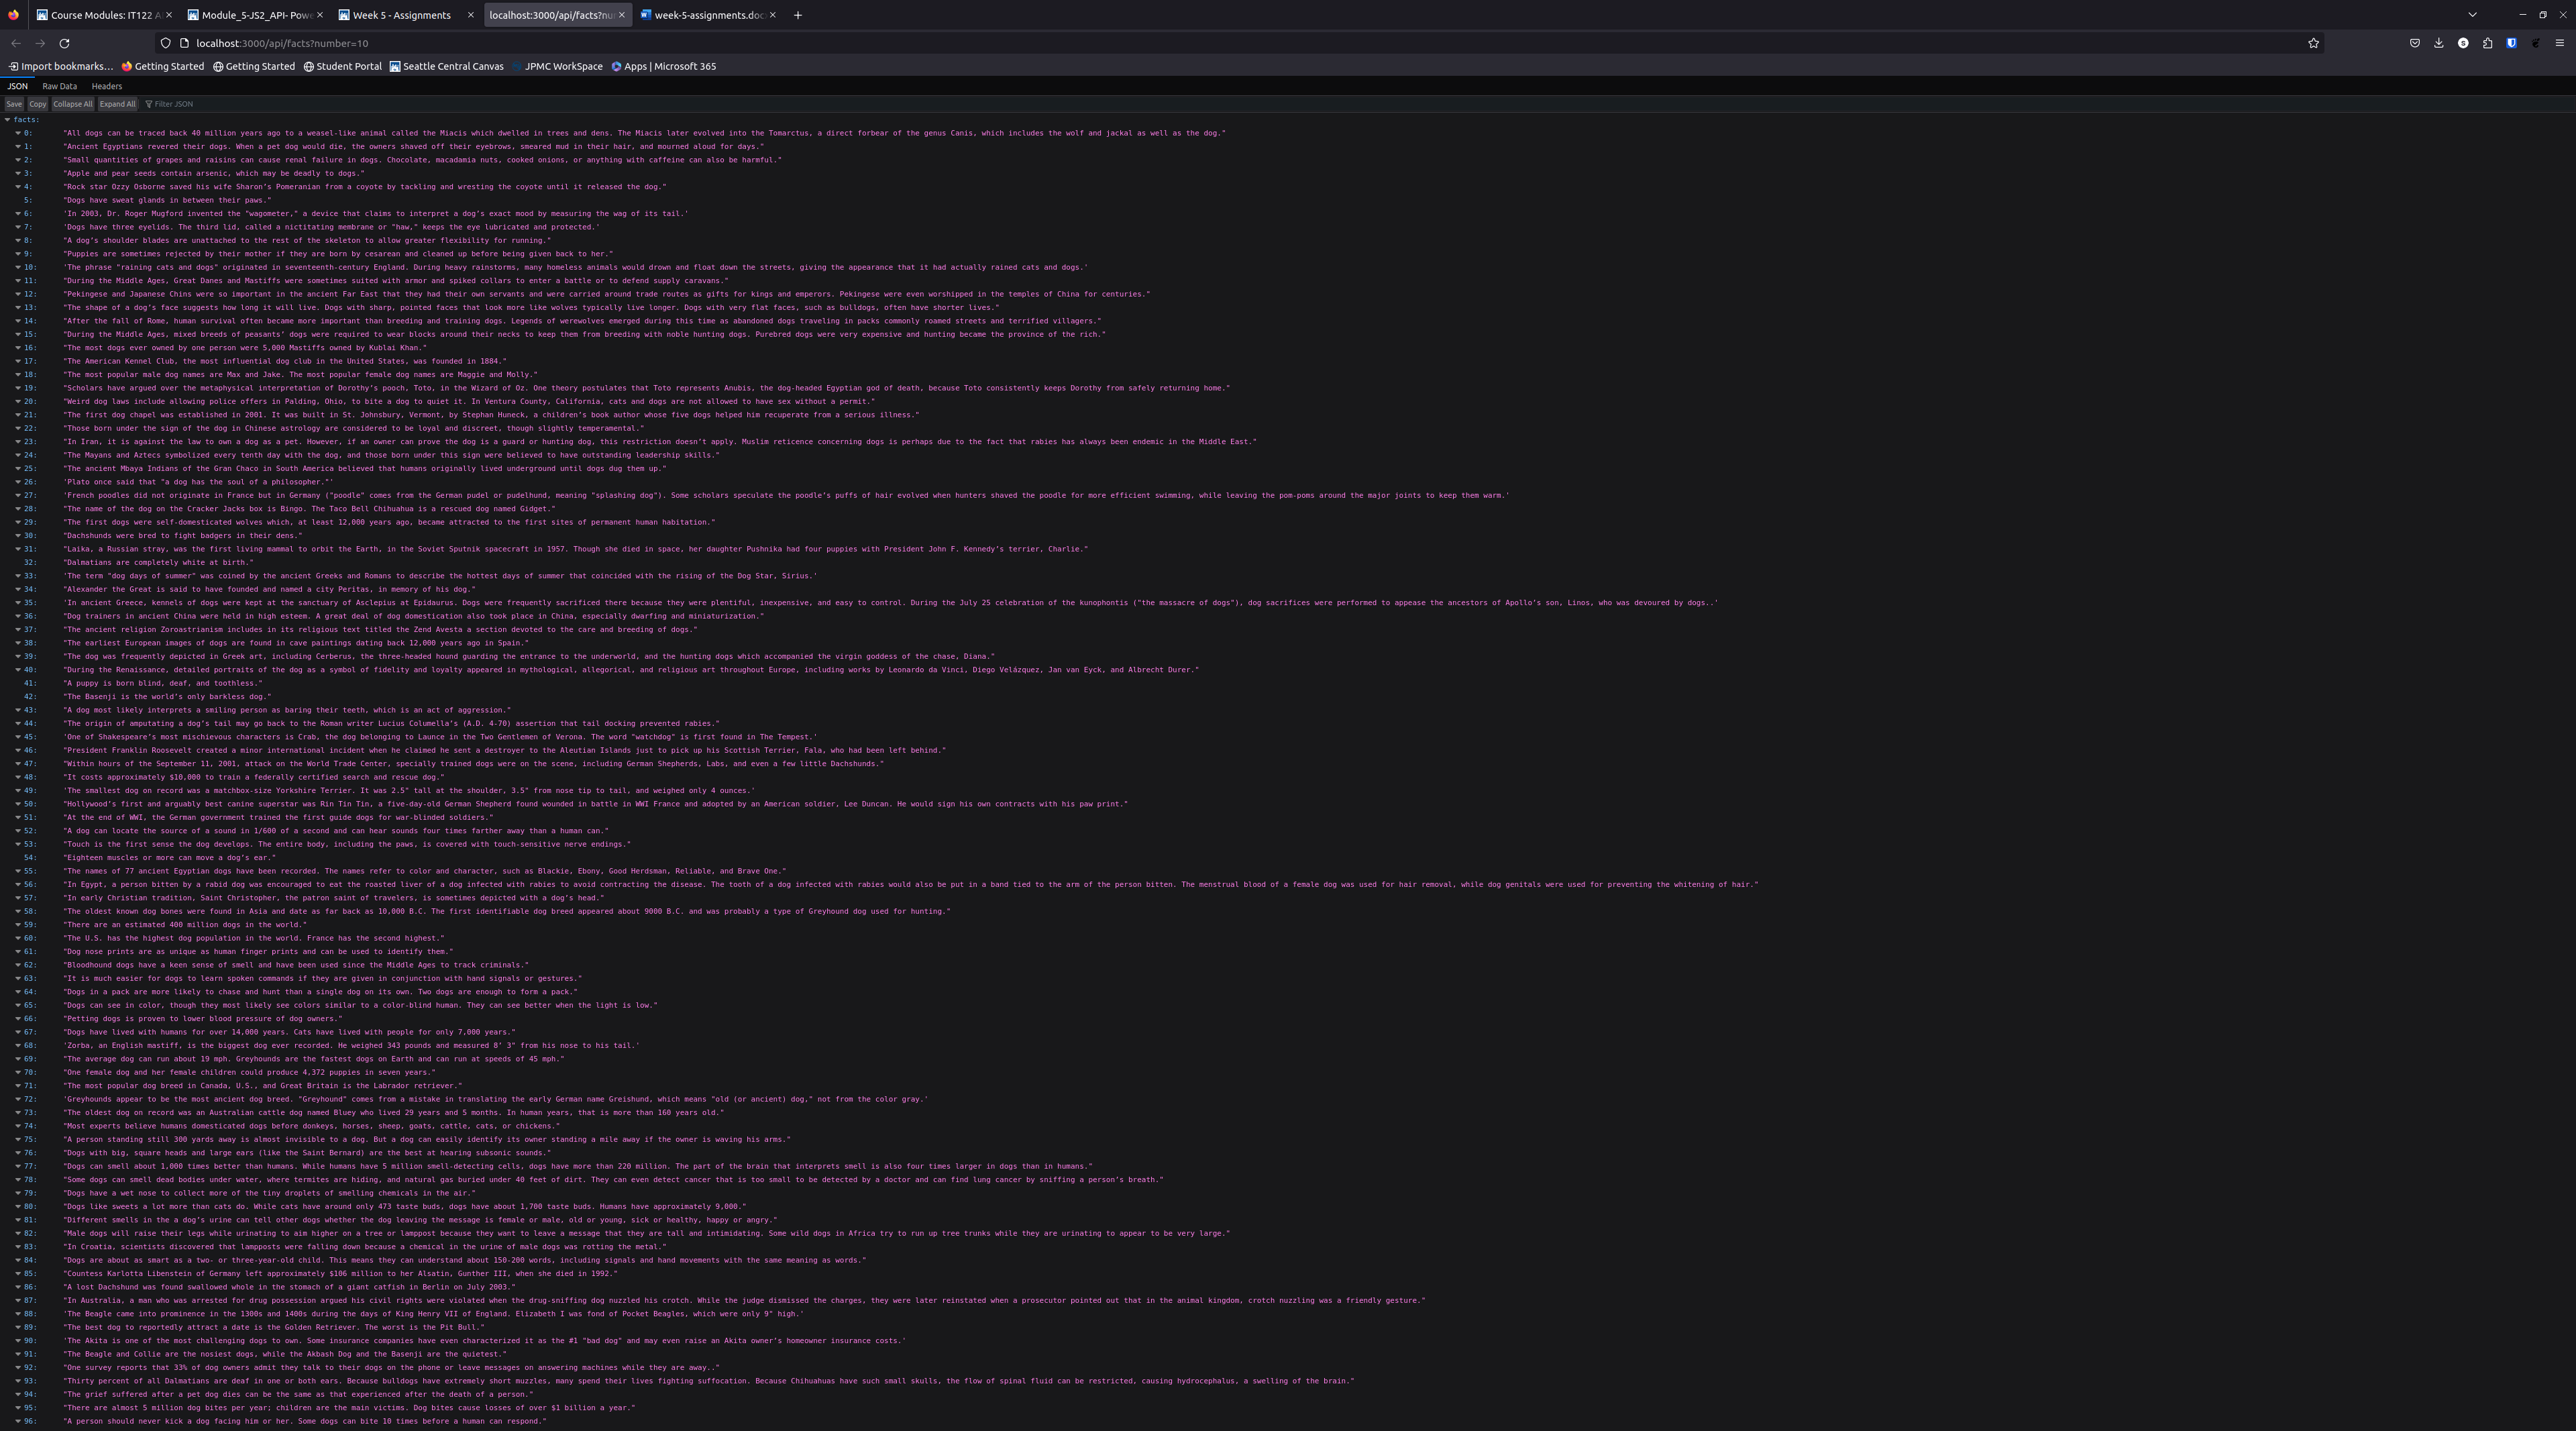 Course Modules: IT122 A
Module_5-JS2_API- Powe
Week 5 - Assignments
localhost:3000/api/facts?nu
week-5-assignments.doc
localhost:3000/api/facts?number=10
Import bookmarks… Getting Started Getting Started Student Portal Seattle Central Canvas JPMC WorkSpace Apps | Microsoft 365
JSON Raw Data Headers
Save Copy Collapse All Expand All Filter JSON
facts:
0: "All dogs can be traced back 40 million years ago to a weasel-like animal called the Miacis which dwelled in trees and dens. The Miacis later evolved into the Tomarctus, a direct forbear of the genus Canis, which includes the wolf and jackal as well as the dog."
1: "Ancient Egyptians revered their dogs. When a pet dog would die, the owners shaved off their eyebrows, smeared mud in their hair, and mourned aloud for days."
2: "Small quantities of grapes and raisins can cause renal failure in dogs. Chocolate, macadamia nuts, cooked onions, or anything with caffeine can also be harmful."
3: "Apple and pear seeds contain arsenic, which may be deadly to dogs."
4: "Rock star Ozzy Osborne saved his wife Sharon’s Pomeranian from a coyote by tackling and wresting the coyote until it released the dog."
5: "Dogs have sweat glands in between their paws."
6: 'In 2003, Dr. Roger Mugford invented the "wagometer," a device that claims to interpret a dog’s exact mood by measuring the wag of its tail.'
7: 'Dogs have three eyelids. The third lid, called a nictitating membrane or "haw," keeps the eye lubricated and protected.'
8: "A dog’s shoulder blades are unattached to the rest of the skeleton to allow greater flexibility for running."
9: "Puppies are sometimes rejected by their mother if they are born by cesarean and cleaned up before being given back to her."
10: 'The phrase "raining cats and dogs" originated in seventeenth-century England. During heavy rainstorms, many homeless animals would drown and float down the streets, giving the appearance that it had actually rained cats and dogs.'
11: "During the Middle Ages, Great Danes and Mastiffs were sometimes suited with armor and spiked collars to enter a battle or to defend supply caravans."
12: "Pekingese and Japanese Chins were so important in the ancient Far East that they had their own servants and were carried around trade routes as gifts for kings and emperors. Pekingese were even worshipped in the temples of China for centuries."
13: "The shape of a dog’s face suggests how long it will live. Dogs with sharp, pointed faces that look more like wolves typically live longer. Dogs with very flat faces, such as bulldogs, often have shorter lives."
14: "After the fall of Rome, human survival often became more important than breeding and training dogs. Legends of werewolves emerged during this time as abandoned dogs traveling in packs commonly roamed streets and terrified villagers."
15: "During the Middle Ages, mixed breeds of peasants’ dogs were required to wear blocks around their necks to keep them from breeding with noble hunting dogs. Purebred dogs were very expensive and hunting became the province of the rich."
16: "The most dogs ever owned by one person were 5,000 Mastiffs owned by Kublai Khan."
17: "The American Kennel Club, the most influential dog club in the United States, was founded in 1884."
18: "The most popular male dog names are Max and Jake. The most popular female dog names are Maggie and Molly."
19: "Scholars have argued over the metaphysical interpretation of Dorothy’s pooch, Toto, in the Wizard of Oz. One theory postulates that Toto represents Anubis, the dog-headed Egyptian god of death, because Toto consistently keeps Dorothy from safely returning home."
20: "Weird dog laws include allowing police offers in Palding, Ohio, to bite a dog to quiet it. In Ventura County, California, cats and dogs are not allowed to have sex without a permit."
21: "The first dog chapel was established in 2001. It was built in St. Johnsbury, Vermont, by Stephan Huneck, a children’s book author whose five dogs helped him recuperate from a serious illness."
22: "Those born under the sign of the dog in Chinese astrology are considered to be loyal and discreet, though slightly temperamental."
23: "In Iran, it is against the law to own a dog as a pet. However, if an owner can prove the dog is a guard or hunting dog, this restriction doesn’t apply. Muslim reticence concerning dogs is perhaps due to the fact that rabies has always been endemic in the Middle East."
24: "The Mayans and Aztecs symbolized every tenth day with the dog, and those born under this sign were believed to have outstanding leadership skills."
25: "The ancient Mbaya Indians of the Gran Chaco in South America believed that humans originally lived underground until dogs dug them up."
26: 'Plato once said that "a dog has the soul of a philosopher."'
27: 'French poodles did not originate in France but in Germany ("poodle" comes from the German pudel or pudelhund, meaning "splashing dog"). Some scholars speculate the poodle’s puffs of hair evolved when hunters shaved the poodle for more efficient swimming, while leaving the pom-poms around the major joints to keep them warm.'
28: "The name of the dog on the Cracker Jacks box is Bingo. The Taco Bell Chihuahua is a rescued dog named Gidget."
29: "The first dogs were self-domesticated wolves which, at least 12,000 years ago, became attracted to the first sites of permanent human habitation."
30: "Dachshunds were bred to fight badgers in their dens."
31: "Laika, a Russian stray, was the first living mammal to orbit the Earth, in the Soviet Sputnik spacecraft in 1957. Though she died in space, her daughter Pushnika had four puppies with President John F. Kennedy’s terrier, Charlie."
32: "Dalmatians are completely white at birth."
33: 'The term "dog days of summer" was coined by the ancient Greeks and Romans to describe the hottest days of summer that coincided with the rising of the Dog Star, Sirius.'
34: "Alexander the Great is said to have founded and named a city Peritas, in memory of his dog."
35: 'In ancient Greece, kennels of dogs were kept at the sanctuary of Asclepius at Epidaurus. Dogs were frequently sacrificed there because they were plentiful, inexpensive, and easy to control. During the July 25 celebration of the kunophontis ("the massacre of dogs"), dog sacrifices were performed to appease the ancestors of Apollo’s son, Linos, who was devoured by dogs..'
36: "Dog trainers in ancient China were held in high esteem. A great deal of dog domestication also took place in China, especially dwarfing and miniaturization."
37: "The ancient religion Zoroastrianism includes in its religious text titled the Zend Avesta a section devoted to the care and breeding of dogs."
38: "The earliest European images of dogs are found in cave paintings dating back 12,000 years ago in Spain."
39: "The dog was frequently depicted in Greek art, including Cerberus, the three-headed hound guarding the entrance to the underworld, and the hunting dogs which accompanied the virgin goddess of the chase, Diana."
40: "During the Renaissance, detailed portraits of the dog as a symbol of fidelity and loyalty appeared in mythological, allegorical, and religious art throughout Europe, including works by Leonardo da Vinci, Diego Velázquez, Jan van Eyck, and Albrecht Durer."
41: "A puppy is born blind, deaf, and toothless."
42: "The Basenji is the world’s only barkless dog."
43: "A dog most likely interprets a smiling person as baring their teeth, which is an act of aggression."
44: "The origin of amputating a dog’s tail may go back to the Roman writer Lucius Columella’s (A.D. 4-70) assertion that tail docking prevented rabies."
45: 'One of Shakespeare’s most mischievous characters is Crab, the dog belonging to Launce in the Two Gentlemen of Verona. The word "watchdog" is first found in The Tempest.'
46: "President Franklin Roosevelt created a minor international incident when he claimed he sent a destroyer to the Aleutian Islands just to pick up his Scottish Terrier, Fala, who had been left behind."
47: "Within hours of the September 11, 2001, attack on the World Trade Center, specially trained dogs were on the scene, including German Shepherds, Labs, and even a few little Dachshunds."
48: "It costs approximately $10,000 to train a federally certified search and rescue dog."
49: 'The smallest dog on record was a matchbox-size Yorkshire Terrier. It was 2.5" tall at the shoulder, 3.5" from nose tip to tail, and weighed only 4 ounces.'
50: "Hollywood’s first and arguably best canine superstar was Rin Tin Tin, a five-day-old German Shepherd found wounded in battle in WWI France and adopted by an American soldier, Lee Duncan. He would sign his own contracts with his paw print."
51: "At the end of WWI, the German government trained the first guide dogs for war-blinded soldiers."
52: "A dog can locate the source of a sound in 1/600 of a second and can hear sounds four times farther away than a human can."
53: "Touch is the first sense the dog develops. The entire body, including the paws, is covered with touch-sensitive nerve endings."
54: "Eighteen muscles or more can move a dog’s ear."
55: "The names of 77 ancient Egyptian dogs have been recorded. The names refer to color and character, such as Blackie, Ebony, Good Herdsman, Reliable, and Brave One."
56: "In Egypt, a person bitten by a rabid dog was encouraged to eat the roasted liver of a dog infected with rabies to avoid contracting the disease. The tooth of a dog infected with rabies would also be put in a band tied to the arm of the person bitten. The menstrual blood of a female dog was used for hair removal, while dog genitals were used for preventing the whitening of hair."
57: "In early Christian tradition, Saint Christopher, the patron saint of travelers, is sometimes depicted with a dog’s head."
58: "The oldest known dog bones were found in Asia and date as far back as 10,000 B.C. The first identifiable dog breed appeared about 9000 B.C. and was probably a type of Greyhound dog used for hunting."
59: "There are an estimated 400 million dogs in the world."
60: "The U.S. has the highest dog population in the world. France has the second highest."
61: "Dog nose prints are as unique as human finger prints and can be used to identify them."
62: "Bloodhound dogs have a keen sense of smell and have been used since the Middle Ages to track criminals."
63: "It is much easier for dogs to learn spoken commands if they are given in conjunction with hand signals or gestures."
64: "Dogs in a pack are more likely to chase and hunt than a single dog on its own. Two dogs are enough to form a pack."
65: "Dogs can see in color, though they most likely see colors similar to a color-blind human. They can see better when the light is low."
66: "Petting dogs is proven to lower blood pressure of dog owners."
67: "Dogs have lived with humans for over 14,000 years. Cats have lived with people for only 7,000 years."
68: 'Zorba, an English mastiff, is the biggest dog ever recorded. He weighed 343 pounds and measured 8’ 3" from his nose to his tail.'
69: "The average dog can run about 19 mph. Greyhounds are the fastest dogs on Earth and can run at speeds of 45 mph."
70: "One female dog and her female children could produce 4,372 puppies in seven years."
71: "The most popular dog breed in Canada, U.S., and Great Britain is the Labrador retriever."
72: 'Greyhounds appear to be the most ancient dog breed. "Greyhound" comes from a mistake in translating the early German name Greishund, which means "old (or ancient) dog," not from the color gray.'
73: "The oldest dog on record was an Australian cattle dog named Bluey who lived 29 years and 5 months. In human years, that is more than 160 years old."
74: "Most experts believe humans domesticated dogs before donkeys, horses, sheep, goats, cattle, cats, or chickens."
75: "A person standing still 300 yards away is almost invisible to a dog. But a dog can easily identify its owner standing a mile away if the owner is waving his arms."
76: "Dogs with big, square heads and large ears (like the Saint Bernard) are the best at hearing subsonic sounds."
77: "Dogs can smell about 1,000 times better than humans. While humans have 5 million smell-detecting cells, dogs have more than 220 million. The part of the brain that interprets smell is also four times larger in dogs than in humans."
78: "Some dogs can smell dead bodies under water, where termites are hiding, and natural gas buried under 40 feet of dirt. They can even detect cancer that is too small to be detected by a doctor and can find lung cancer by sniffing a person’s breath."
79: "Dogs have a wet nose to collect more of the tiny droplets of smelling chemicals in the air."
80: "Dogs like sweets a lot more than cats do. While cats have around only 473 taste buds, dogs have about 1,700 taste buds. Humans have approximately 9,000."
81: "Different smells in the a dog’s urine can tell other dogs whether the dog leaving the message is female or male, old or young, sick or healthy, happy or angry."
82: "Male dogs will raise their legs while urinating to aim higher on a tree or lamppost because they want to leave a message that they are tall and intimidating. Some wild dogs in Africa try to run up tree trunks while they are urinating to appear to be very large."
83: "In Croatia, scientists discovered that lampposts were falling down because a chemical in the urine of male dogs was rotting the metal."
84: "Dogs are about as smart as a two- or three-year-old child. This means they can understand about 150-200 words, including signals and hand movements with the same meaning as words."
85: "Countess Karlotta Libenstein of Germany left approximately $106 million to her Alsatin, Gunther III, when she died in 1992."
86: "A lost Dachshund was found swallowed whole in the stomach of a giant catfish in Berlin on July 2003."
87: "In Australia, a man who was arrested for drug possession argued his civil rights were violated when the drug-sniffing dog nuzzled his crotch. While the judge dismissed the charges, they were later reinstated when a prosecutor pointed out that in the animal kingdom, crotch nuzzling was a friendly gesture."
88: 'The Beagle came into prominence in the 1300s and 1400s during the days of King Henry VII of England. Elizabeth I was fond of Pocket Beagles, which were only 9" high.'
89: "The best dog to reportedly attract a date is the Golden Retriever. The worst is the Pit Bull."
90: 'The Akita is one of the most challenging dogs to own. Some insurance companies have even characterized it as the #1 "bad dog" and may even raise an Akita owner’s homeowner insurance costs.'
91: "The Beagle and Collie are the nosiest dogs, while the Akbash Dog and the Basenji are the quietest."
92: "One survey reports that 33% of dog owners admit they talk to their dogs on the phone or leave messages on answering machines while they are away.."
93: "Thirty percent of all Dalmatians are deaf in one or both ears. Because bulldogs have extremely short muzzles, many spend their lives fighting suffocation. Because Chihuahuas have such small skulls, the flow of spinal fluid can be restricted, causing hydrocephalus, a swelling of the brain."
94: "The grief suffered after a pet dog dies can be the same as that experienced after the death of a person."
95: "There are almost 5 million dog bites per year; children are the main victims. Dog bites cause losses of over $1 billion a year."
96: "A person should never kick a dog facing him or her. Some dogs can bite 10 times before a human can respond."